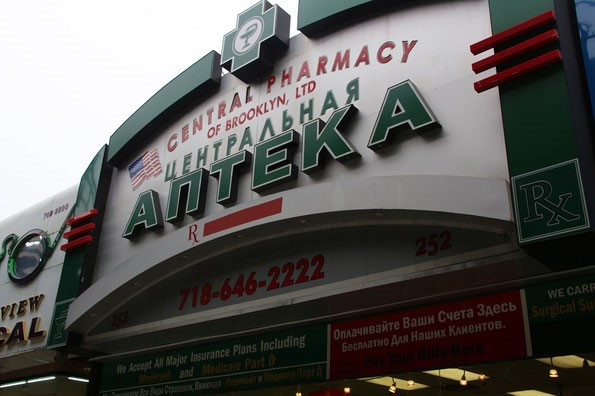 CENTRAL PHARMACY
OF BROOKLYN, LTD
ЦЕНТРАЛЬНАЯ
АПТЕКА
Rx
Rx
718-646-2222
252
252
VIEW
CAL
We Accept All Major Insurance Plans Including
Medicaid and Medicare Part D
Оплачивайте Ваши Счета Здесь
Бесплатно Для Наших Клиентов.
Pay Your Bills Here
WE CAR
Surgical Su